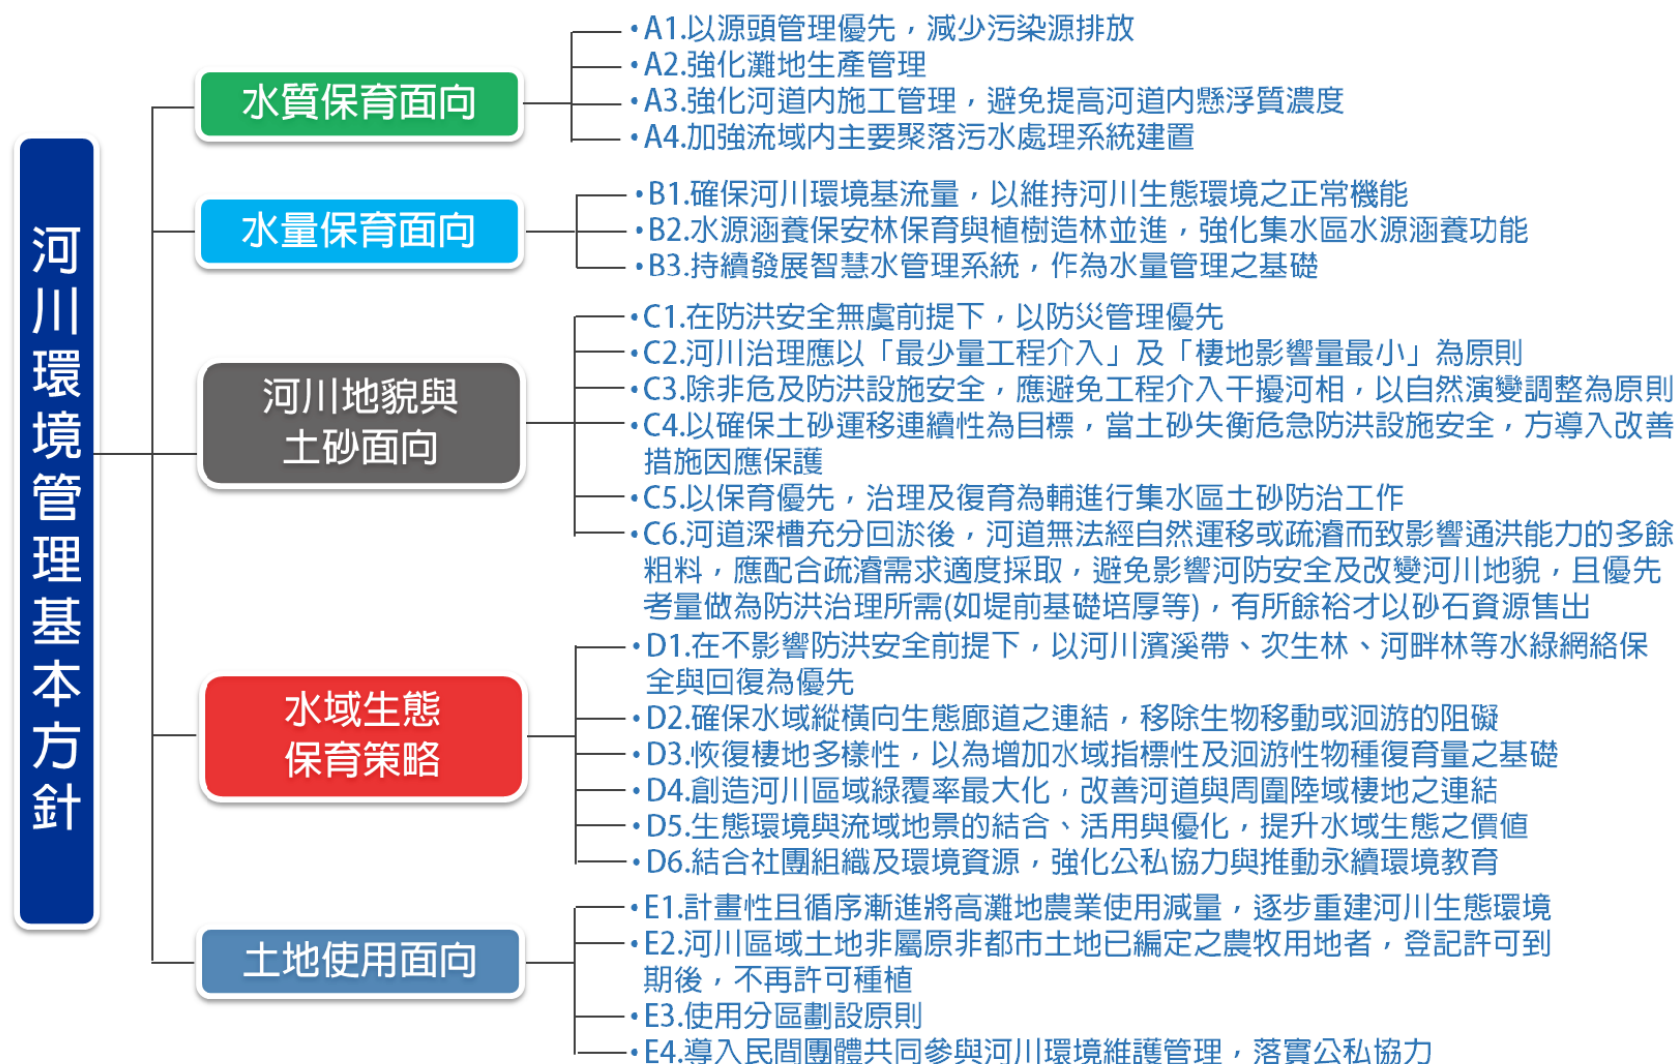 河川環境管理基本方針
水質保育面向
•A1.以源頭管理優先，減少污染源排放
•A2.強化灘地生產管理
•A3.強化河道內施工管理，避免提高河道內懸浮質濃度
•A4.加強流域內主要聚落污水處理系統建置
水量保育面向
•B1.確保河川環境基流量，以維持河川生態環境之正常機能
•B2.水源涵養保安林保育與植樹造林並進，強化集水區水源涵養功能
•B3.持續發展智慧水管理系統，作為水量管理之基礎
河川地貌與
土砂面向
•C1.在防洪安全無虞前提下，以防災管理優先
•C2.河川治理應以「最少量工程介入」及「棲地影響量最小」為原則
•C3.除非危及防洪設施安全，應避免工程介入干擾河相，以自然演變調整為原則
•C4.以確保土砂運移連續性為目標，當土砂失衡危急防洪設施安全，方導入改善
措施因應保護
•C5.以保育優先，治理及復育為輔進行集水區土砂防治工作
•C6.河道深槽充分回淤後，河道無法經自然運移或疏濬而致影響通洪能力的多餘
粗料，應配合疏濬需求適度採取，避免影響河防安全及改變河川地貌，且優先
考量做為防洪治理所需(如堤前基礎培厚等)，有所餘裕才以砂石資源售出
水域生態
保育策略
•D1.在不影響防洪安全前提下，以河川濱溪帶、次生林、河畔林等水綠網絡保
全與回復為優先
•D2.確保水域縱橫向生態廊道之連結，移除生物移動或洄游的阻礙
•D3.恢復棲地多樣性，以為增加水域指標性及洄游性物種復育量之基礎
•D4.創造河川區域綠覆率最大化，改善河道與周圍陸域棲地之連結
•D5.生態環境與流域地景的結合、活用與優化，提升水域生態之價值
•D6.結合社團組織及環境資源，強化公私協力與推動永續環境教育
土地使用面向
•E1.計畫性且循序漸進將高灘地農業使用減量，逐步重建河川生態環境
•E2.河川區域土地非屬原非都市土地已編定之農牧用地者，登記許可到
期後，不再許可種植
•E3.使用分區劃設原則
•E4.導入民間團體共同參與河川環境維護管理，落實公私協力